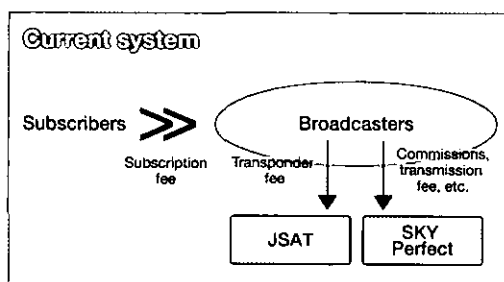 Current system
Subscribers
Broadcasters
Subscription
fee
Transponder
fee
Commissions,
transmission
fee, etc.
JSAT
SKY
Perfect